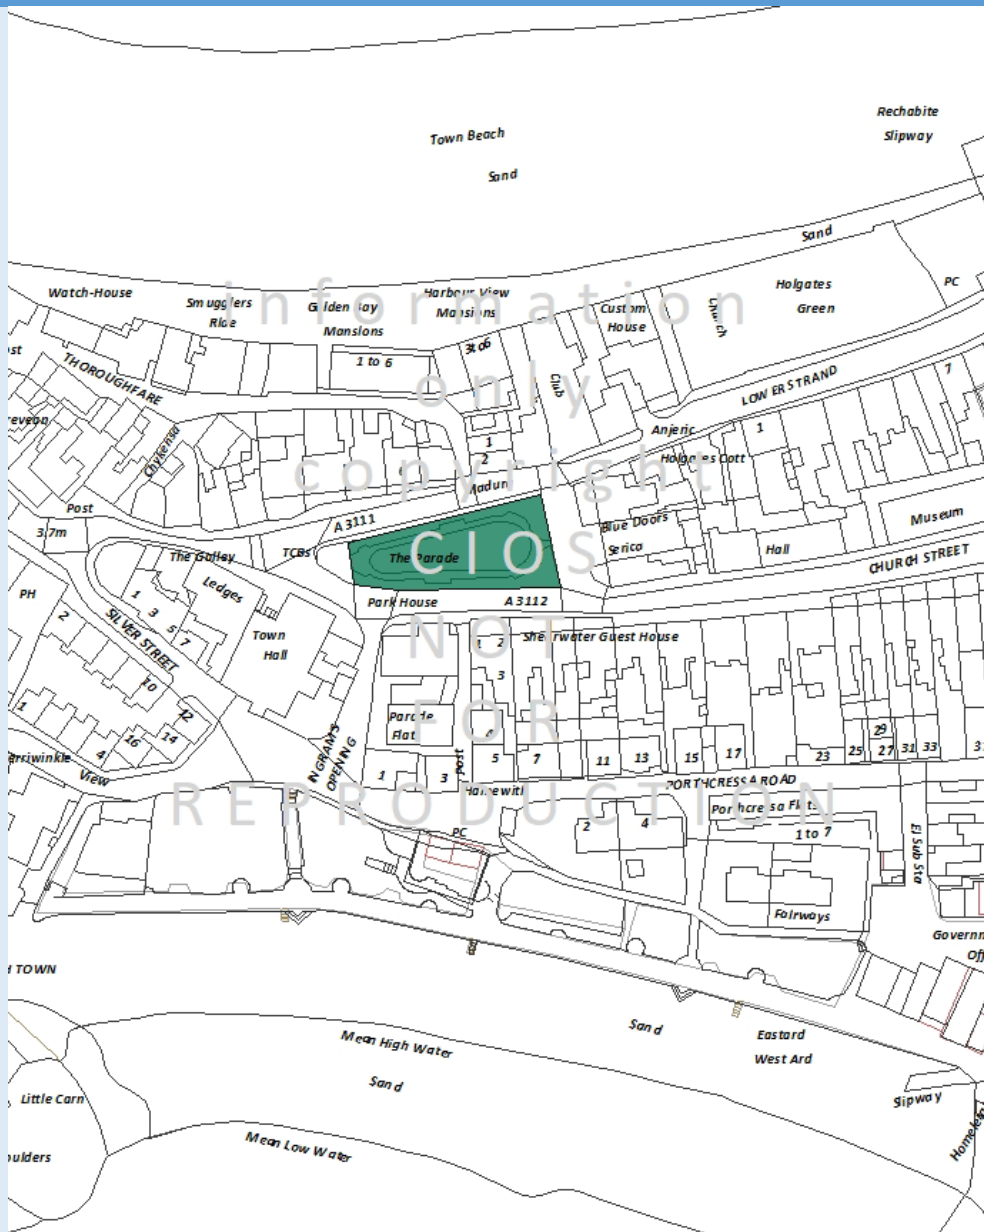 Rechabite
Slipway
Town Beach
Sand
Sand
Watch-House
Smugglers
Ride
Golden Bay
Mansions
Harbour View
Mansions
Custom
House
Church
Holgates
Green
PC
information
1 to 6
3 to 6
THOROUGHFARE
only
Club
LOWER STRAND
7
Chykensa
6
1
2
Anjeric
1
Holgates Cott
copyright
Madura
Post
3.7m
A 3111
Blue Doors
Museum
The Galley
TCBs
The Parade
CIOS
Serica
Hall
CHURCH STREET
PH
Ledges
1
3
5
7
2
SILVER STREET
Park House
A 3112
NOT
Town
Hall
Shearwater Guest House
1
2
3
10
12
1
FOR
Parade
Flat
14
16
4
INGRAMS
OPENING
Post
29
1
3
5
7
11
13
15
17
23
25
27
31
33
View
Hamewith
PORTHCRESSA ROAD
REPRODUCTION
Porthcressa Flats
PC
2
4
1 to 7
El Sub Sta
Fairways
TOWN
Sand
Eastard
West Ard
Mean High Water
Sand
Little Carn
Slipway
Mean Low Water